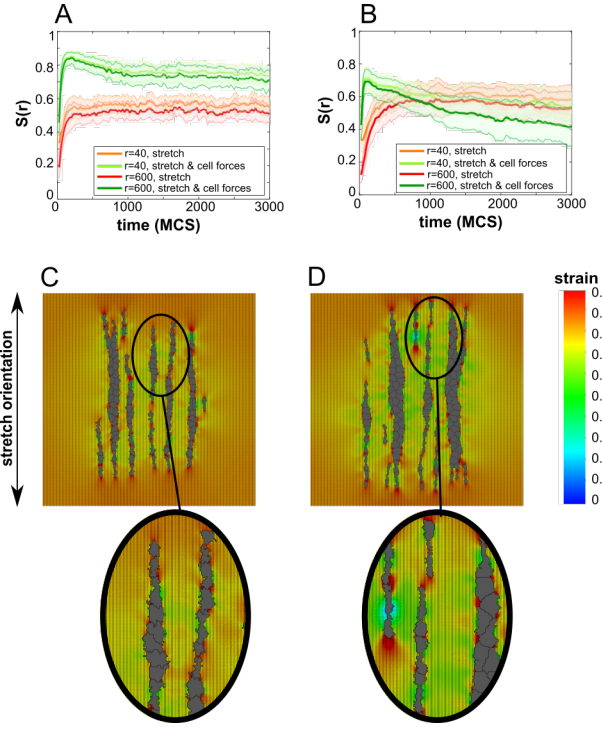 A
B
S(r)
1
0.8
0.6
0.4
0.2
0
r=40, stretch
r=40, stretch & cell forces
r=600, stretch
r=600, stretch & cell forces
0
1000
2000
3000
time (MCS)
S(r)
1
0.8
0.6
0.4
0.2
0
r=40, stretch
r=40, stretch & cell forces
r=600, stretch
r=600, stretch & cell forces
0
1000
2000
3000
time (MCS)
C
D
stretch orientation
strain
0.
0.
0.
0.
0.
0.
0.
0.
0